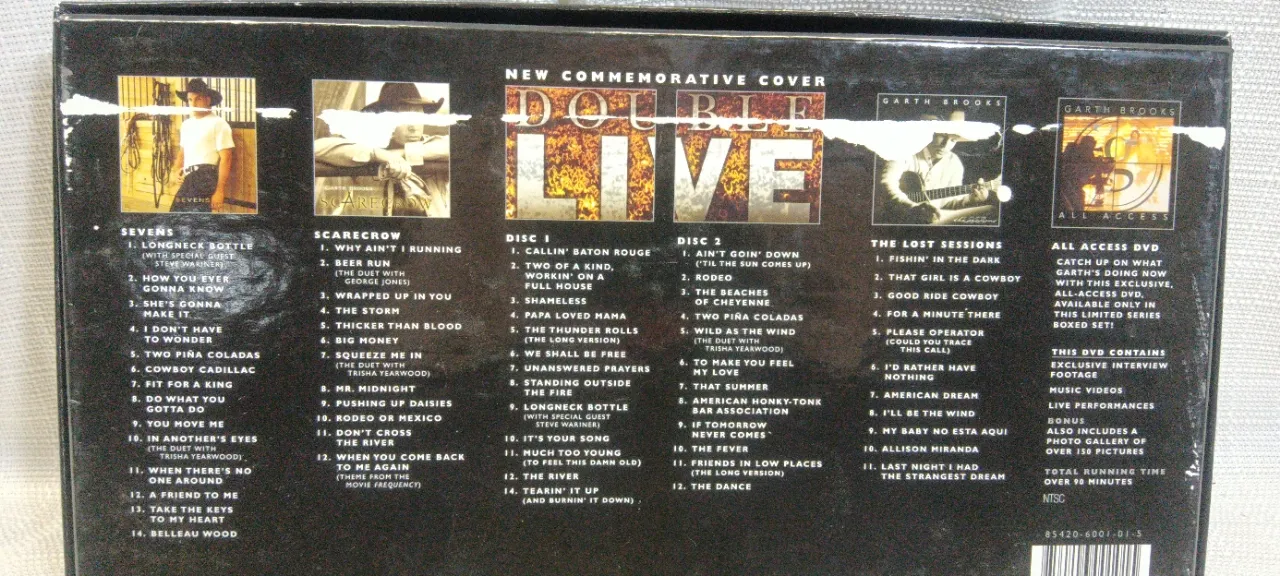 NEW COMMEMORATIVE COVER
SEVENS
SEVENS
1. LONGNECK BOTTLE
(WITH SPECIAL GUEST
STEVE WARINER)
2. HOW YOU EVER
GONNA KNOW
3. SHE'S GONNA
MAKE IT
4. I DON'T HAVE
TO WONDER
5. TWO PIÑA COLADAS
6. COWBOY CADILLAC
7. FIT FOR A KING
8. DO WHAT YOU
GOTTA DO
9. YOU MOVE ME
10. IN ANOTHER'S EYES
(THE DUET WITH
TRISHA YEARWOOD)
11. WHEN THERE'S NO
ONE AROUND
12. A FRIEND TO ME
13. TAKE THE KEYS
TO MY HEART
14. BELLEAU WOOD
GARTH BROOKS
SCARECROW
SCARECROW
1. WHY AIN'T I RUNNING
2. BEER RUN
(THE DUET WITH
GEORGE JONES)
3. WRAPPED UP IN YOU
4. THE STORM
5. THICKER THAN BLOOD
6. BIG MONEY
7. SQUEEZE ME IN
(THE DUET WITH
TRISHA YEARWOOD)
8. MR. MIDNIGHT
9. PUSHING UP DAISIES
10. RODEO OR MEXICO
11. DON'T CROSS
THE RIVER
12. WHEN YOU COME BACK
TO ME AGAIN
(THEME FROM THE
MOVIE FREQUENCY)
DOUBLE
LIVE
DISC 1
1. CALLIN' BATON ROUGE
2. TWO OF A KIND,
WORKIN' ON A
FULL HOUSE
3. SHAMELESS
4. PAPA LOVED MAMA
5. THE THUNDER ROLLS
(THE LONG VERSION)
6. WE SHALL BE FREE
7. UNANSWERED PRAYERS
8. STANDING OUTSIDE
THE FIRE
9. LONGNECK BOTTLE
(WITH SPECIAL GUEST
STEVE WARINER)
10. IT'S YOUR SONG
11. MUCH TOO YOUNG
(TO FEEL THIS DAMN OLD)
12. THE RIVER
14. TEARIN' IT UP
(AND BURNIN' IT DOWN)
DISC 2
1. AIN'T GOIN' DOWN
('TIL THE SUN COMES UP)
2. RODEO
3. THE BEACHES
OF CHEYENNE
4. TWO PIÑA COLADAS
5. WILD AS THE WIND
(THE DUET WITH
TRISHA YEARWOOD)
6. TO MAKE YOU FEEL
MY LOVE
7. THAT SUMMER
8. AMERICAN HONKY-TONK
BAR ASSOCIATION
9. IF TOMORROW
NEVER COMES
10. THE FEVER
11. FRIENDS IN LOW PLACES
(THE LONG VERSION)
12. THE DANCE
GARTH BROOKS
THE LOST SESSIONS
1. FISHIN' IN THE DARK
2. THAT GIRL IS A COWBOY
3. GOOD RIDE COWBOY
4. FOR A MINUTE THERE
5. PLEASE OPERATOR
(COULD YOU TRACE
THIS CALL)
6. I'D RATHER HAVE
NOTHING
7. AMERICAN DREAM
8. I'LL BE THE WIND
9. MY BABY NO ESTA AQUI
10. ALLISON MIRANDA
11. LAST NIGHT I HAD
THE STRANGEST DREAM
GARTH BROOKS
ALL ACCESS
ALL ACCESS DVD
CATCH UP ON WHAT
GARTH'S DOING NOW
WITH THIS EXCLUSIVE,
ALL-ACCESS DVD,
AVAILABLE ONLY IN
THIS LIMITED SERIES
BOXED SET!
THIS DVD CONTAINS
EXCLUSIVE INTERVIEW
FOOTAGE
MUSIC VIDEOS
LIVE PERFORMANCES
BONUS
ALSO INCLUDES A
PHOTO GALLERY OF
OVER 150 PICTURES
TOTAL RUNNING TIME
OVER 90 MINUTES
NTSC
85420-6001-01-5